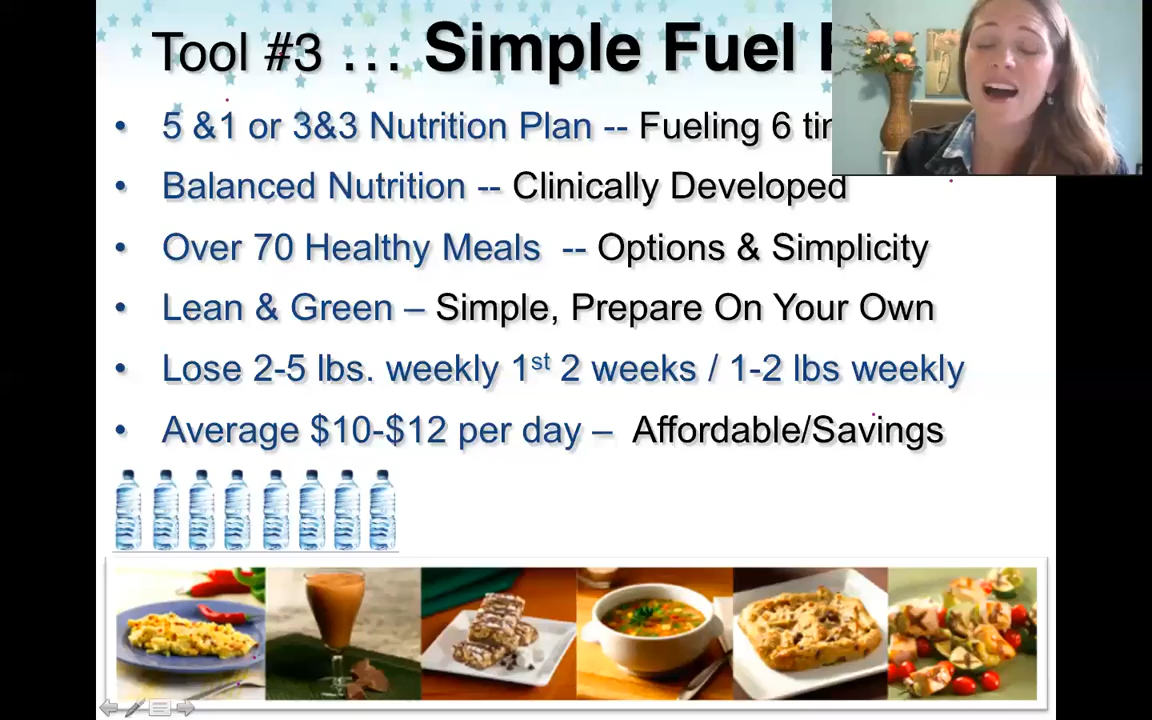 Tool #3 ... Simple Fuel
• 5 &1 or 3&3 Nutrition Plan -- Fueling 6
• Balanced Nutrition -- Clinically Developed
• Over 70 Healthy Meals -- Options & Simplicity
• Lean & Green – Simple, Prepare On Your Own
• Lose 2-5 lbs. weekly 1st 2 weeks / 1-2 lbs weekly
• Average $10-$12 per day – Affordable/Savings